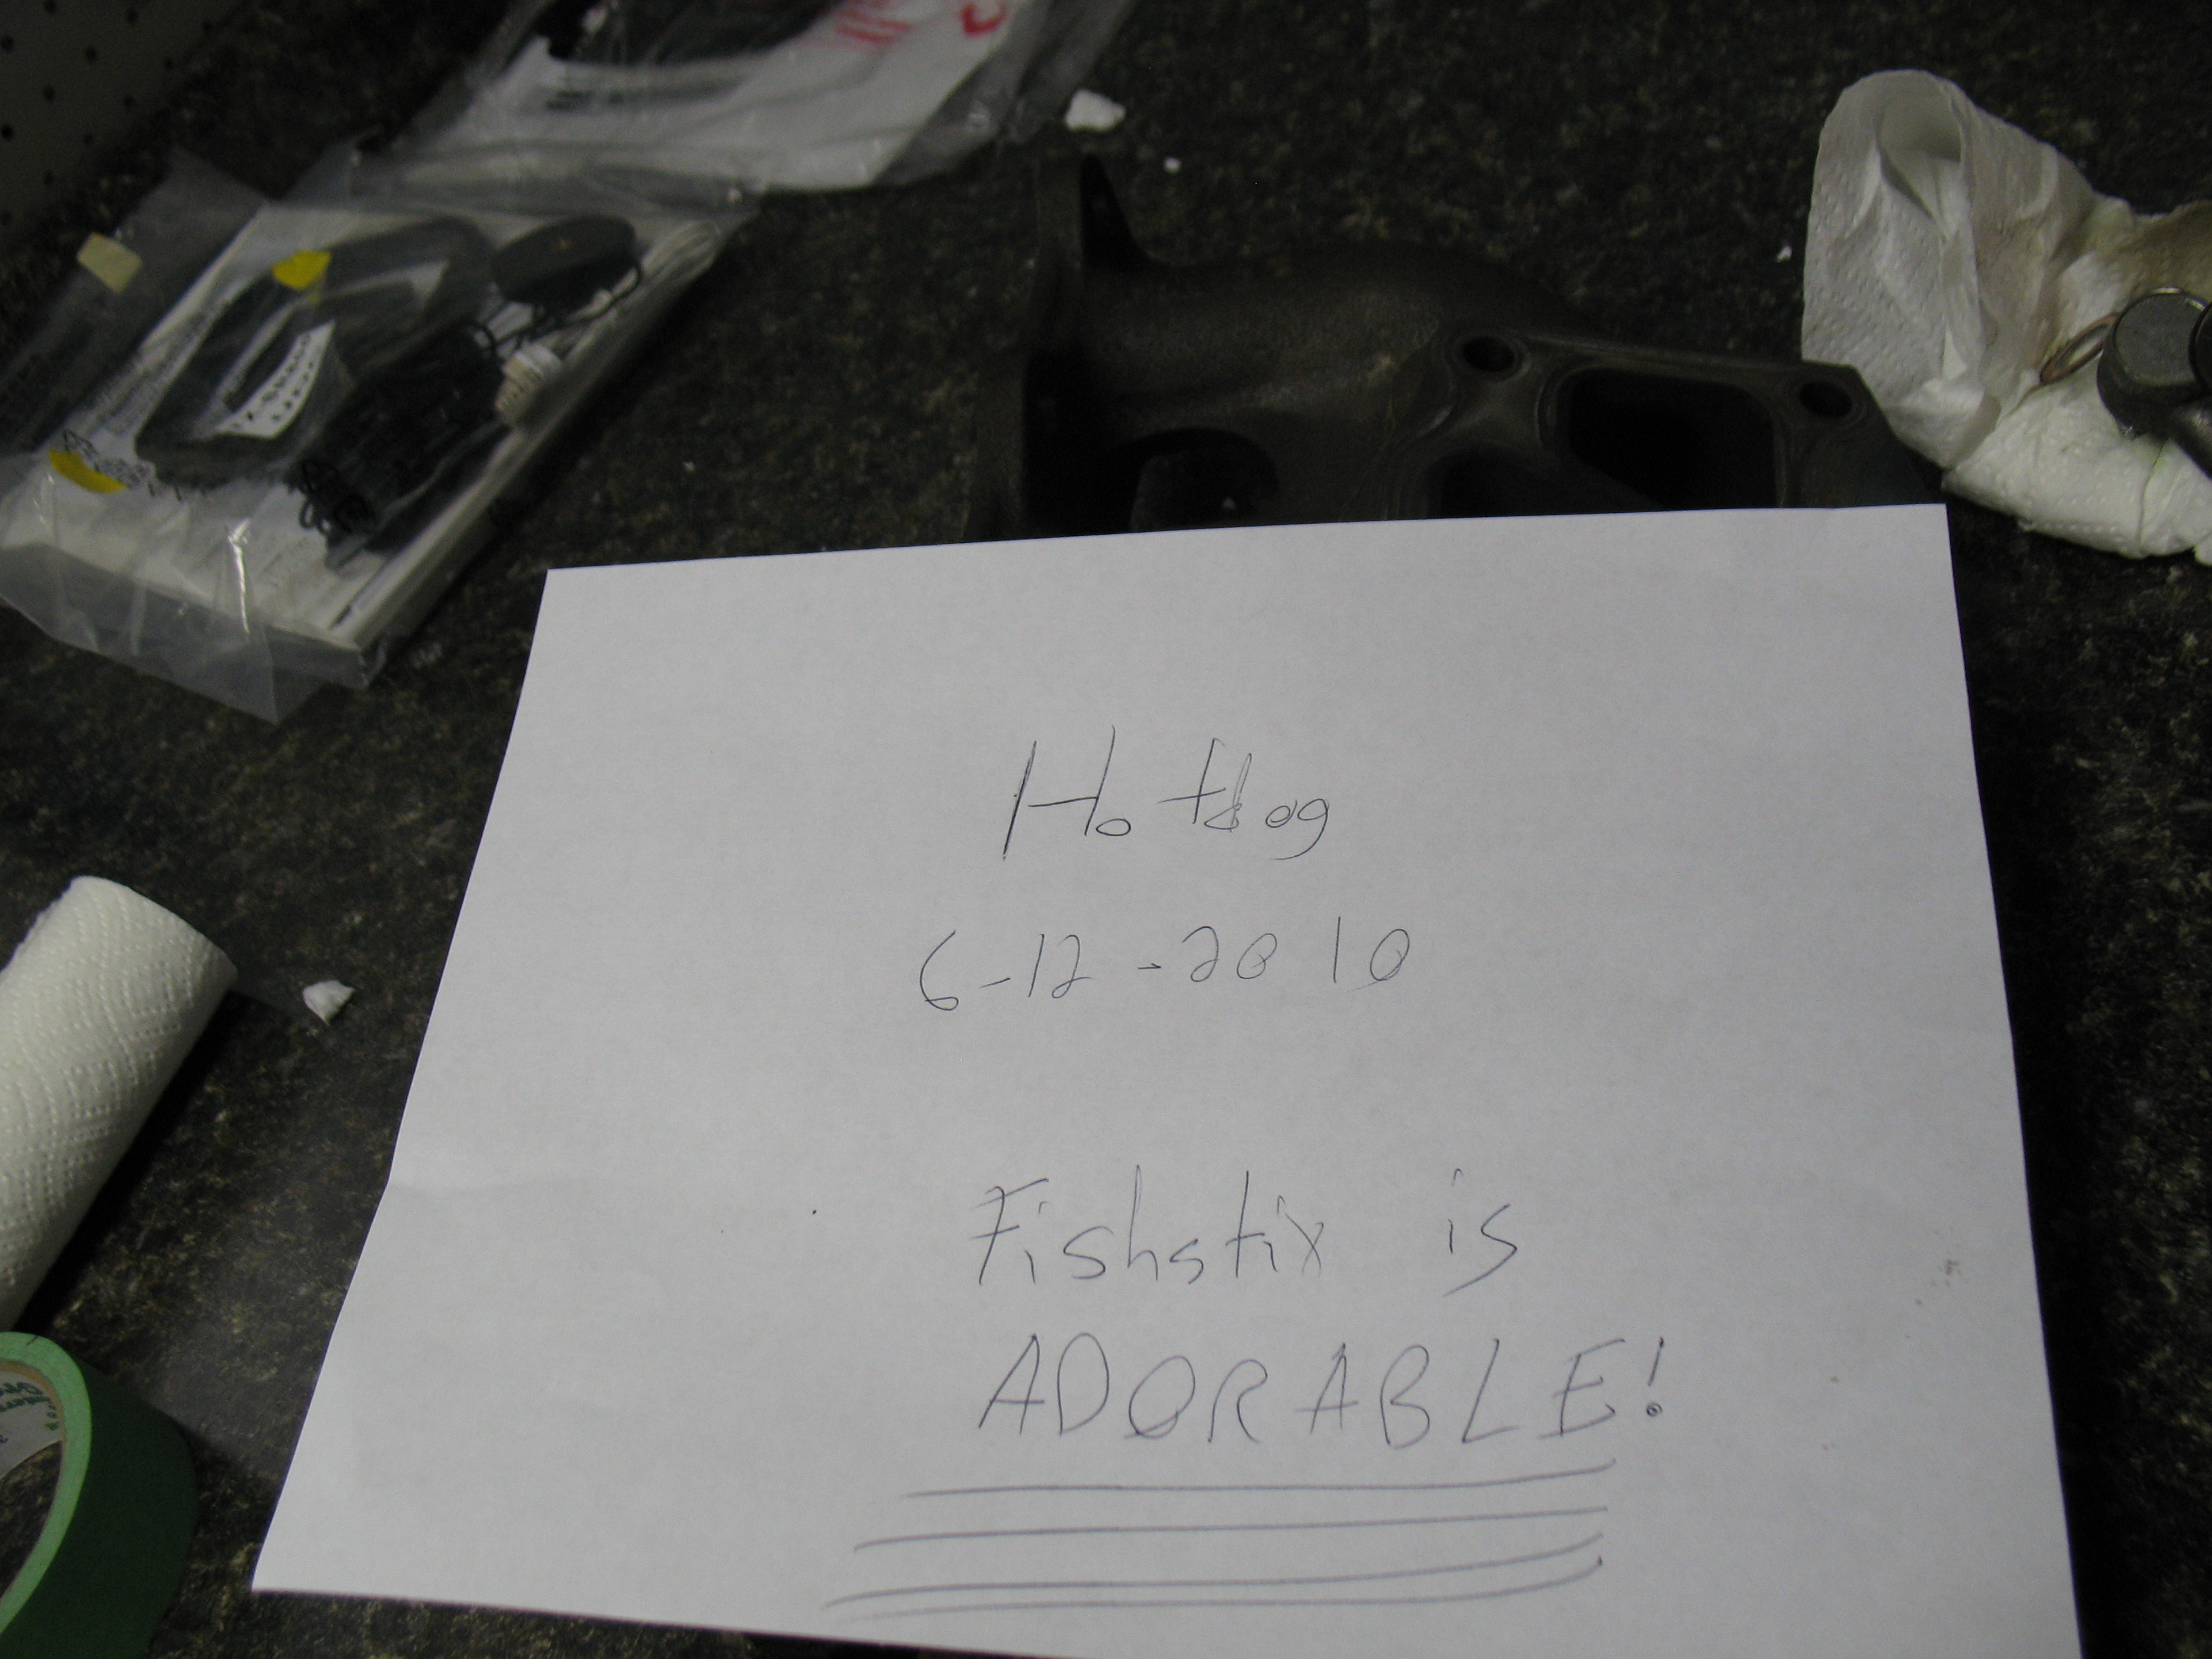 Hotdog
6-12-2010
Fishstix is
ADORABLE!